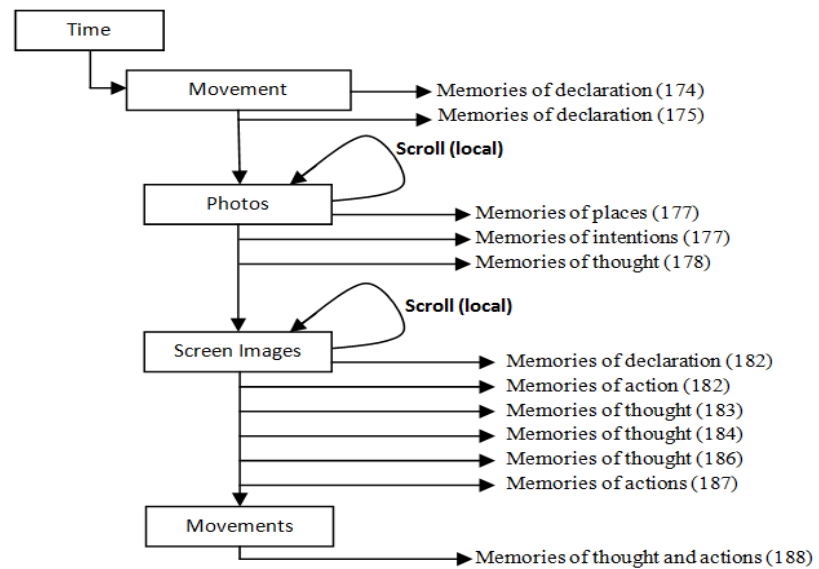 Time
Movement
Memories of declaration (174)
Memories of declaration (175)
Scroll (local)
Photos
Memories of places (177)
Memories of intentions (177)
Memories of thought (178)
Scroll (local)
Screen Images
Memories of declaration (182)
Memories of action (182)
Memories of thought (183)
Memories of thought (184)
Memories of thought (186)
Memories of actions (187)
Movements
Memories of thought and actions (188)